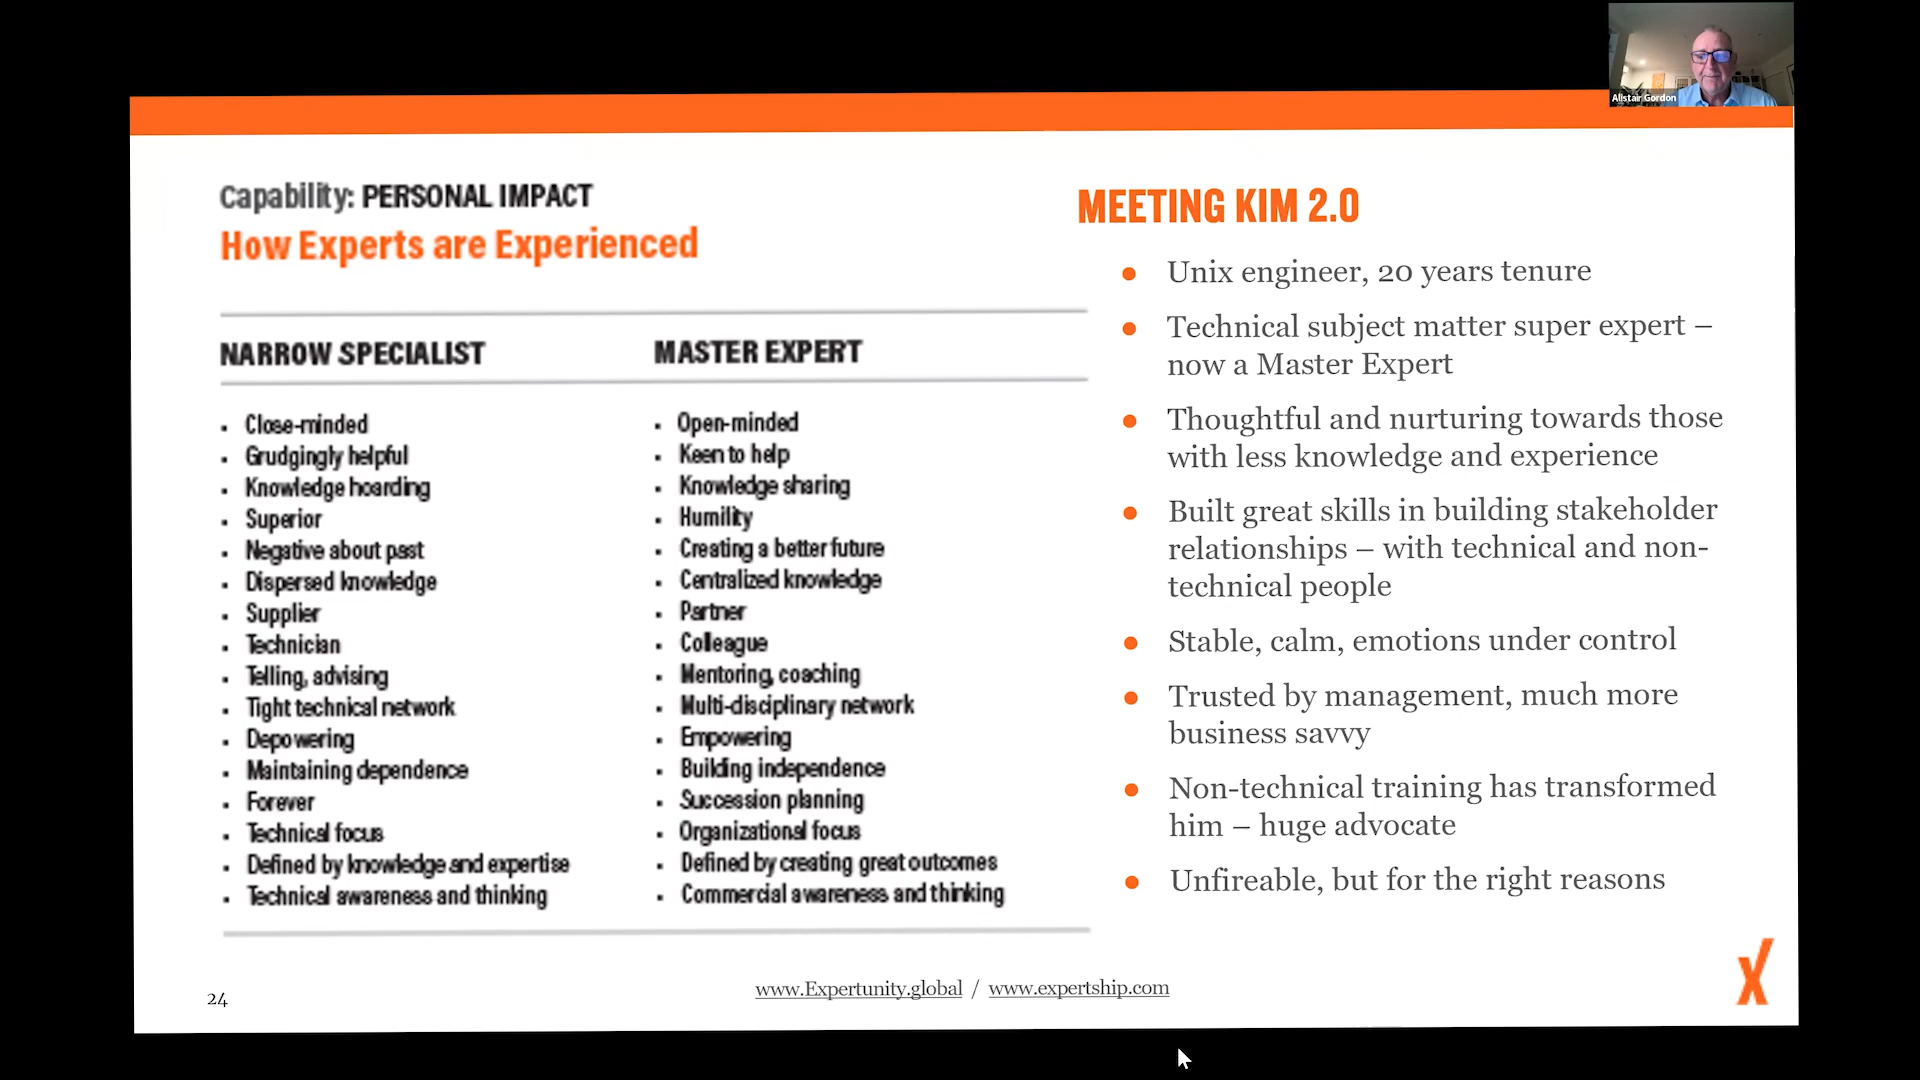 Alistair Gordon
Capability: PERSONAL IMPACT
How Experts are Experienced
NARROW SPECIALIST
Close-minded
Grudgingly helpful
Knowledge hoarding
Superior
Negative about past
Dispersed knowledge
Supplier
Technician
Telling, advising
Tight technical network
Depowering
Maintaining dependence
Forever
Technical focus
Defined by knowledge and expertise
Technical awareness and thinking
MASTER EXPERT
Open-minded
Keen to help
Knowledge sharing
Humility
Creating a better future
Centralized knowledge
Partner
Colleague
Mentoring, coaching
Multi-disciplinary network
Empowering
Building independence
Succession planning
Organizational focus
Defined by creating great outcomes
Commercial awareness and thinking
MEETING KIM 2.0
Unix engineer, 20 years tenure
Technical subject matter super expert –
now a Master Expert
Thoughtful and nurturing towards those
with less knowledge and experience
Built great skills in building stakeholder
relationships – with technical and non-
technical people
Stable, calm, emotions under control
Trusted by management, much more
business savvy
Non-technical training has transformed
him – huge advocate
Unfireable, but for the right reasons
24
www.Expertunity.global / www.expertship.com